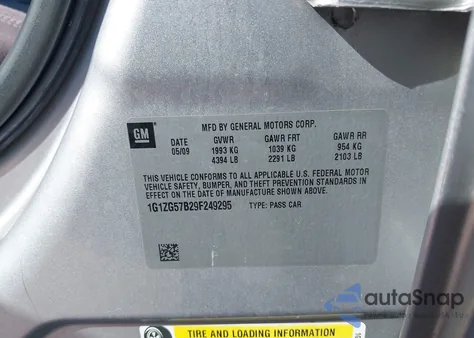 GM
MFD BY GENERAL MOTORS CORP.
DATE GVWR GAWR FRT GAWR RR
05/09 1993 KG 1039 KG 954 KG
4394 LB 2291 LB 2103 LB
THIS VEHICLE CONFORMS TO ALL APPLICABLE U.S. FEDERAL MOTOR
VEHICLE SAFETY, BUMPER, AND THEFT PREVENTION STANDARDS IN
EFFECT ON THE DATE OF MANUFACTURE SHOWN ABOVE.
1G1ZG57B29F249295 TYPE: PASS CAR
autoSnap
TIRE AND LOADING INFORMATION